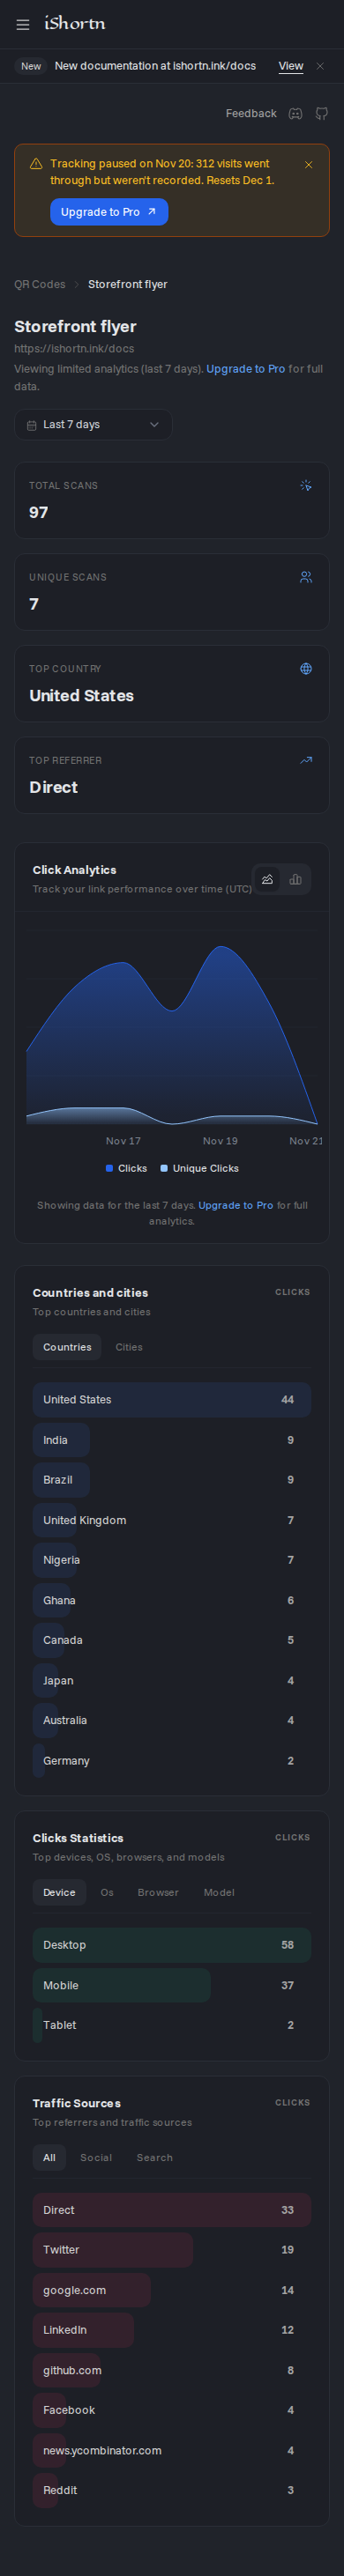 iShortn
New New documentation at ishortn.ink/docs View
Feedback
Tracking paused on Nov 20: 312 visits went
through but weren't recorded. Resets Dec 1.
Upgrade to Pro
QR Codes Storefront flyer
Storefront flyer
https://ishortn.ink/docs
Viewing limited analytics (last 7 days). Upgrade to Pro for full
data.
Last 7 days
TOTAL SCANS
97
UNIQUE SCANS
7
TOP COUNTRY
United States
TOP REFERRER
Direct
Click Analytics
Track your link performance over time (UTC)
Nov 17 Nov 19 Nov 21
Clicks Unique Clicks
Showing data for the last 7 days. Upgrade to Pro for full
analytics.
Countries and cities CLICKS
Top countries and cities
Countries Cities
United States 44
India 9
Brazil 9
United Kingdom 7
Nigeria 7
Ghana 6
Canada 5
Japan 4
Australia 4
Germany 2
Clicks Statistics CLICKS
Top devices, OS, browsers, and models
Device Os Browser Model
Desktop 58
Mobile 37
Tablet 2
Traffic Sources CLICKS
Top referrers and traffic sources
All Social Search
Direct 33
Twitter 19
google.com 14
LinkedIn 12
github.com 8
Facebook 4
news.ycombinator.com 4
Reddit 3